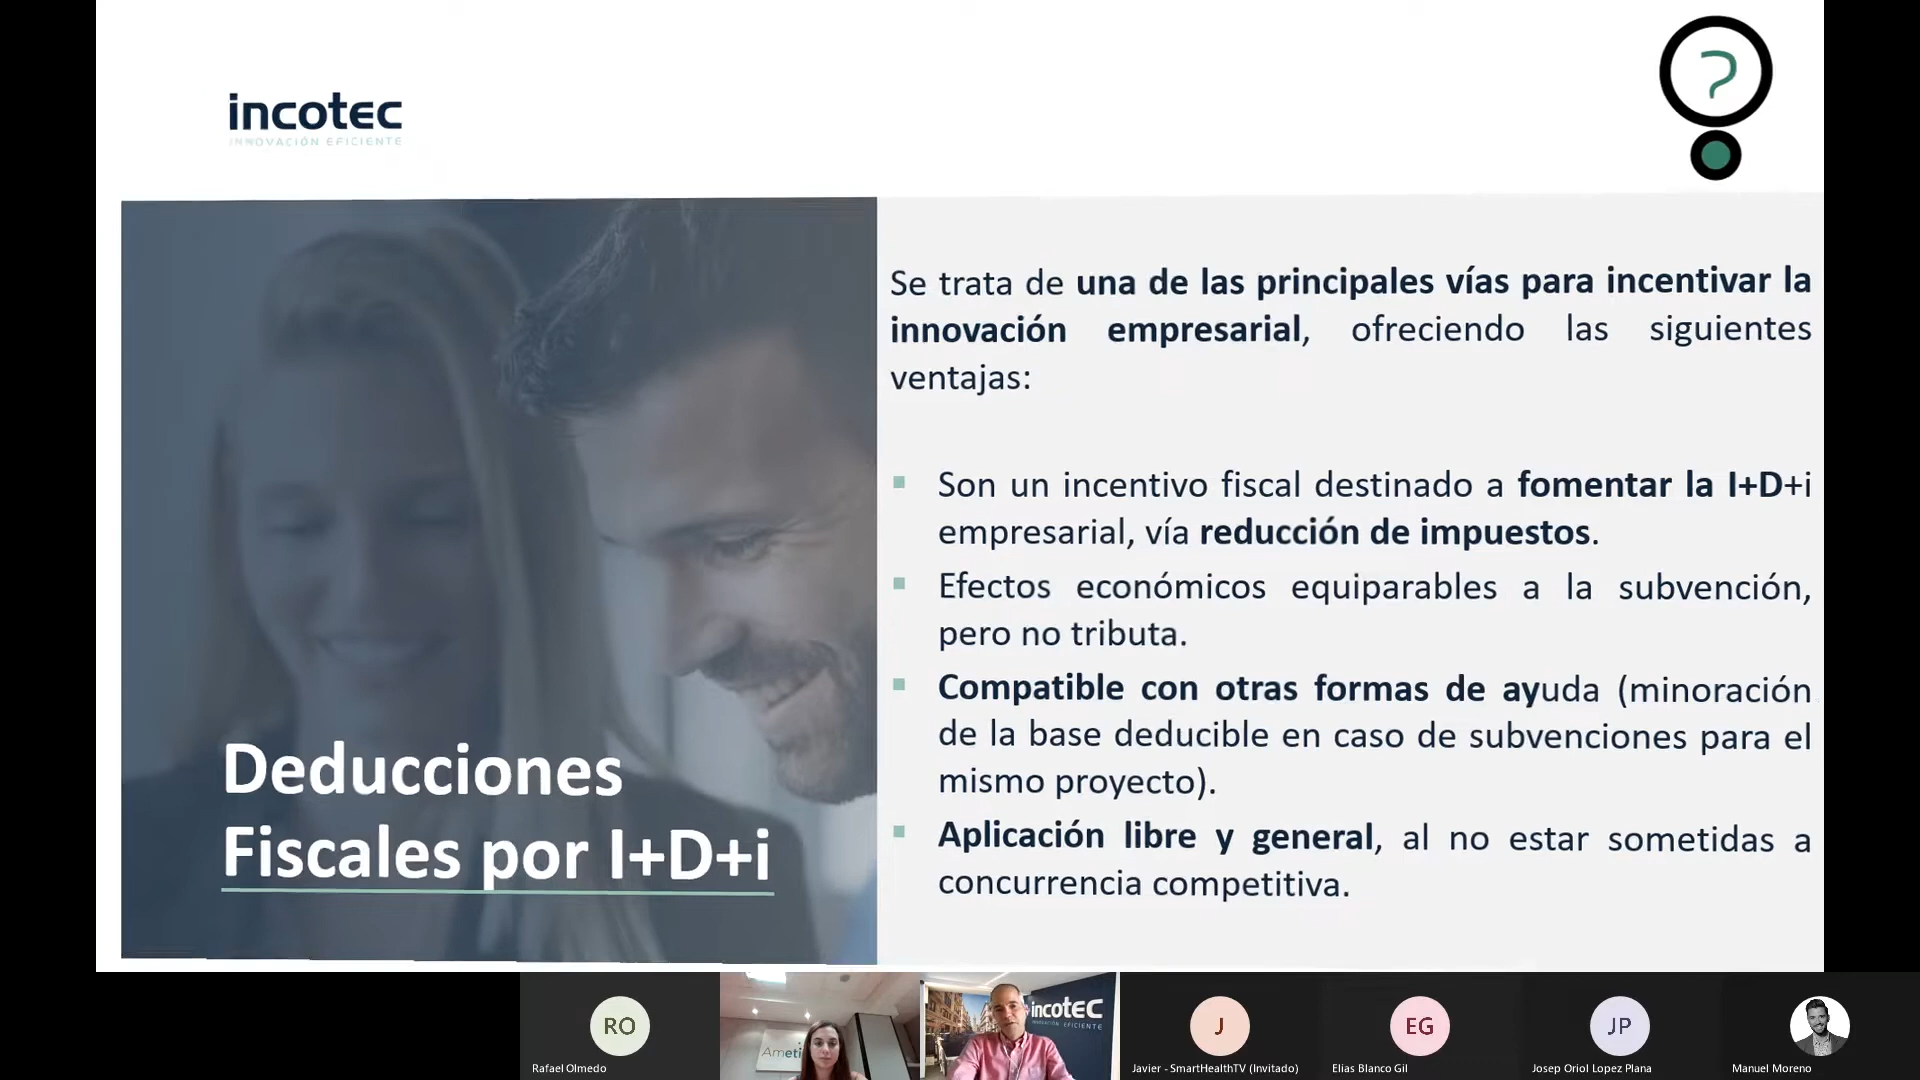 incotec
INNOVACIÓN EFICIENTE
?
Deducciones
Fiscales por I+D+i
Se trata de una de las principales vías para incentivar la
innovación empresarial, ofreciendo las siguientes
ventajas:
Son un incentivo fiscal destinado a fomentar la I+D+i
empresarial, vía reducción de impuestos.
Efectos económicos equiparables a la subvención,
pero no tributa.
Compatible con otras formas de ayuda (minoración
de la base deducible en caso de subvenciones para el
mismo proyecto).
Aplicación libre y general, al no estar sometidas a
concurrencia competitiva.
RO
Rafael Olmedo
Ameti
incotec
INNOVACIÓN EFICIENTE
J
Javier - SmartHealthTV (Invitado)
EG
Elias Blanco Gil
JP
Josep Oriol Lopez Plana
Manuel Moreno